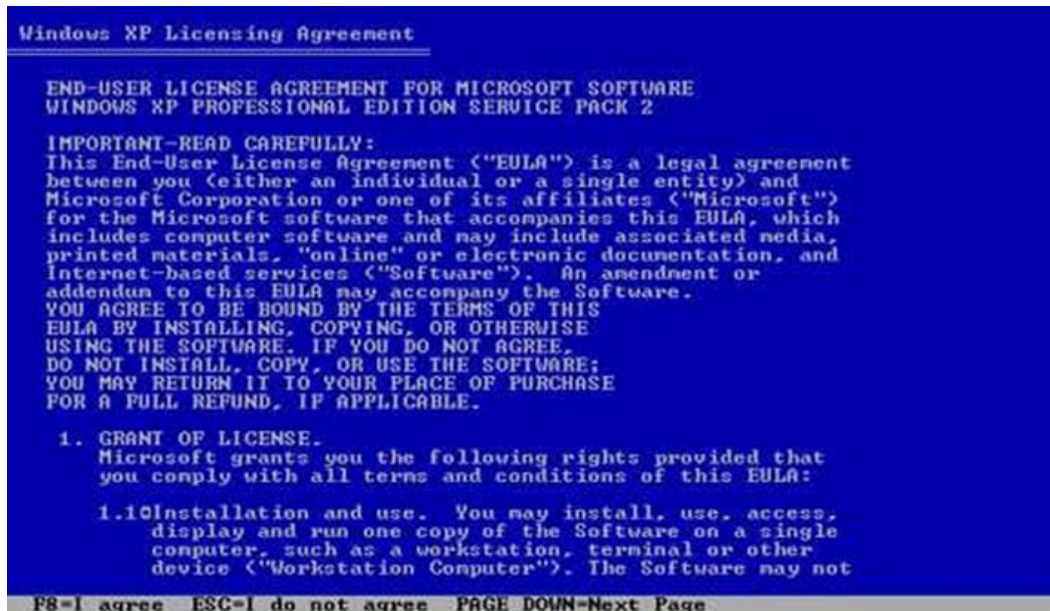 Windows XP Licensing Agreement
END-USER LICENSE AGREEMENT FOR MICROSOFT SOFTWARE
WINDOWS XP PROFESSIONAL EDITION SERVICE PACK 2
IMPORTANT-READ CAREFULLY:
This End-User License Agreement ("EULA") is a legal agreement
between you (either an individual or a single entity) and
Microsoft Corporation or one of its affiliates ("Microsoft")
for the Microsoft software that accompanies this EULA, which
includes computer software and may include associated media,
printed materials, "online" or electronic documentation, and
Internet-based services ("Software"). An amendment or
addendum to this EULA may accompany the Software.
YOU AGREE TO BE BOUND BY THE TERMS OF THIS
EULA BY INSTALLING, COPYING, OR OTHERWISE
USING THE SOFTWARE. IF YOU DO NOT AGREE,
DO NOT INSTALL, COPY, OR USE THE SOFTWARE;
YOU MAY RETURN IT TO YOUR PLACE OF PURCHASE
FOR A FULL REFUND, IF APPLICABLE.
1. GRANT OF LICENSE.
Microsoft grants you the following rights provided that
you comply with all terms and conditions of this EULA:
1.1◘Installation and use. You may install, use, access,
display and run one copy of the Software on a single
computer, such as a workstation, terminal or other
device ("Workstation Computer"). The Software may not
F8=I agree ESC=I do not agree PAGE DOWN=Next Page